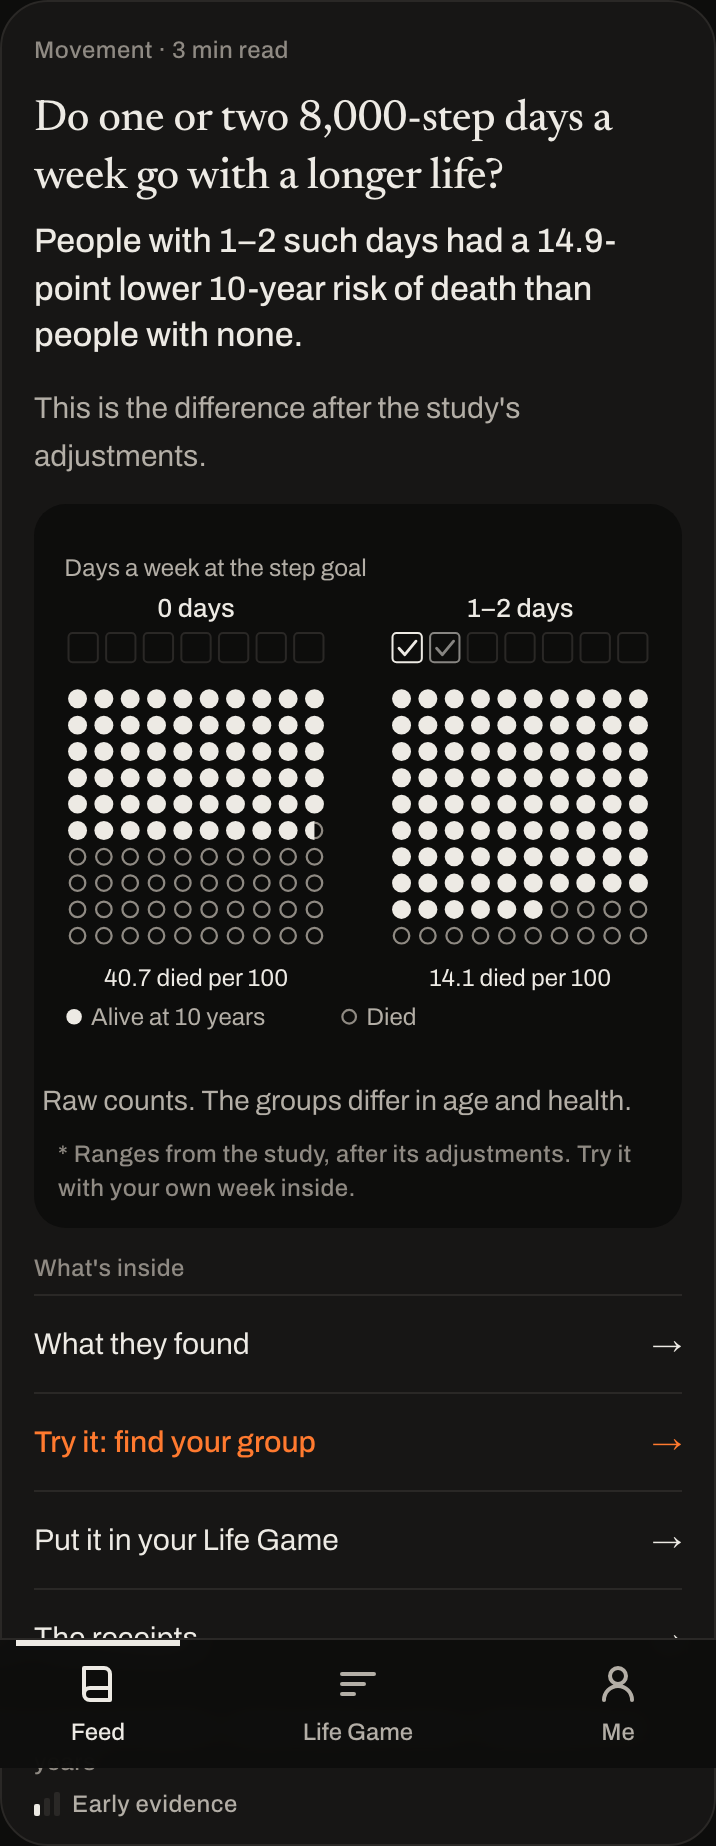 Movement · 3 min read
Do one or two 8,000-step days a
week go with a longer life?
People with 1–2 such days had a 14.9-
point lower 10-year risk of death than
people with none.
This is the difference after the study's
adjustments.
Days a week at the step goal
0 days
1–2 days
40.7 died per 100
14.1 died per 100
Alive at 10 years
Died
Raw counts. The groups differ in age and health.
* Ranges from the study, after its adjustments. Try it
with your own week inside.
What's inside
What they found →
Try it: find your group →
Put it in your Life Game →
The receipts
Feed
Life Game
Me
years
Early evidence